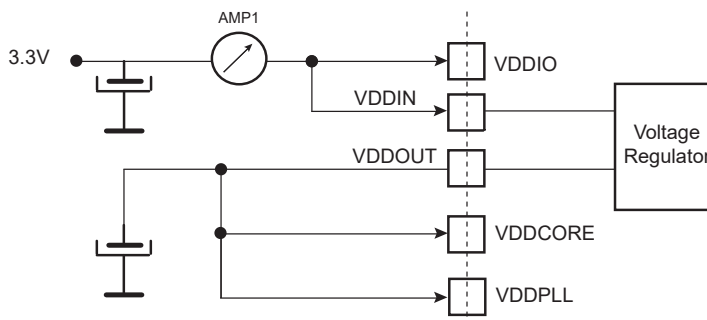 AMP1
3.3V
VDDIO
VDDIN
VDDOUT
Voltage
Regulator
VDDCORE
VDDPLL